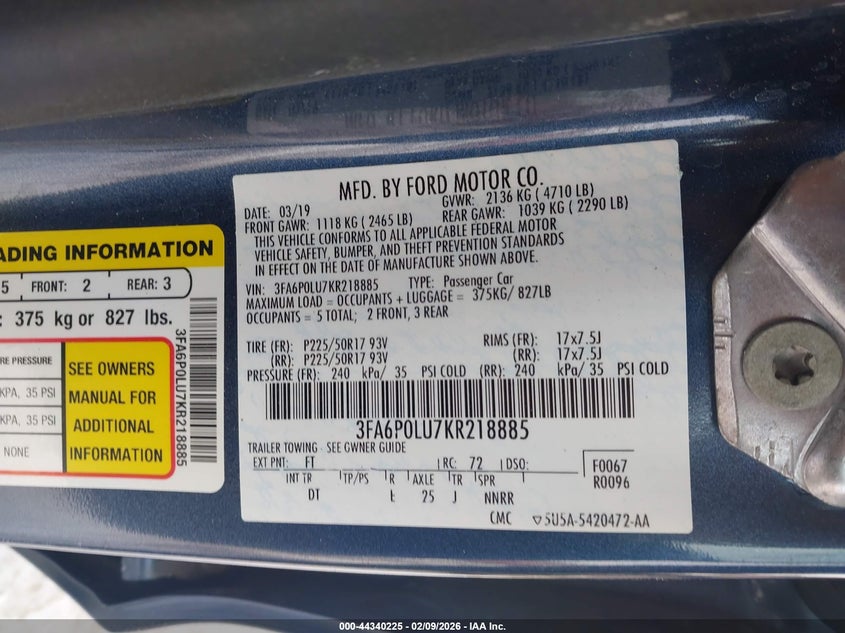 MFD. BY FORD MOTOR CO.
DATE: 03/19 GVWR: 2136 KG ( 4710 LB)
FRONT GAWR: 1118 KG ( 2465 LB) REAR GAWR: 1039 KG ( 2290 LB)
THIS VEHICLE CONFORMS TO ALL APPLICABLE FEDERAL MOTOR
VEHICLE SAFETY, BUMPER, AND THEFT PREVENTION STANDARDS
IN EFFECT ON THE DATE OF MANUFACTURE SHOWN ABOVE.
VIN: 3FA6P0LU7KR218885 TYPE: Passenger Car
MAXIMUM LOAD = OCCUPANTS + LUGGAGE = 375KG/ 827LB
OCCUPANTS = 5 TOTAL; 2 FRONT, 3 REAR
TIRE (FR): P225/50R17 93V RIMS (FR): 17x7.5J
(RR): P225/50R17 93V (RR): 17x7.5J
PRESSURE (FR): 240 kPa/ 35 PSI COLD (RR): 240 kPa/ 35 PSI COLD
3FA6P0LU7KR218885
TRAILER TOWING - SEE OWNER GUIDE
EXT PNT: FT RC: 72 DSO: F0067
R0096
INT TR TP/PS R AXLE TR SPR
DT 25 J NNRR
CMC 5U5A-5420472-AA
ADING INFORMATION
5 FRONT: 2 REAR: 3
: 375 kg or 827 lbs.
RE PRESSURE
KPA, 35 PSI
KPA, 35 PSI
NONE
SEE OWNERS
MANUAL FOR
ADDITIONAL
INFORMATION
3FA6P0LU7KR218885
000-44340225 - 02/09/2026 - IAA Inc.